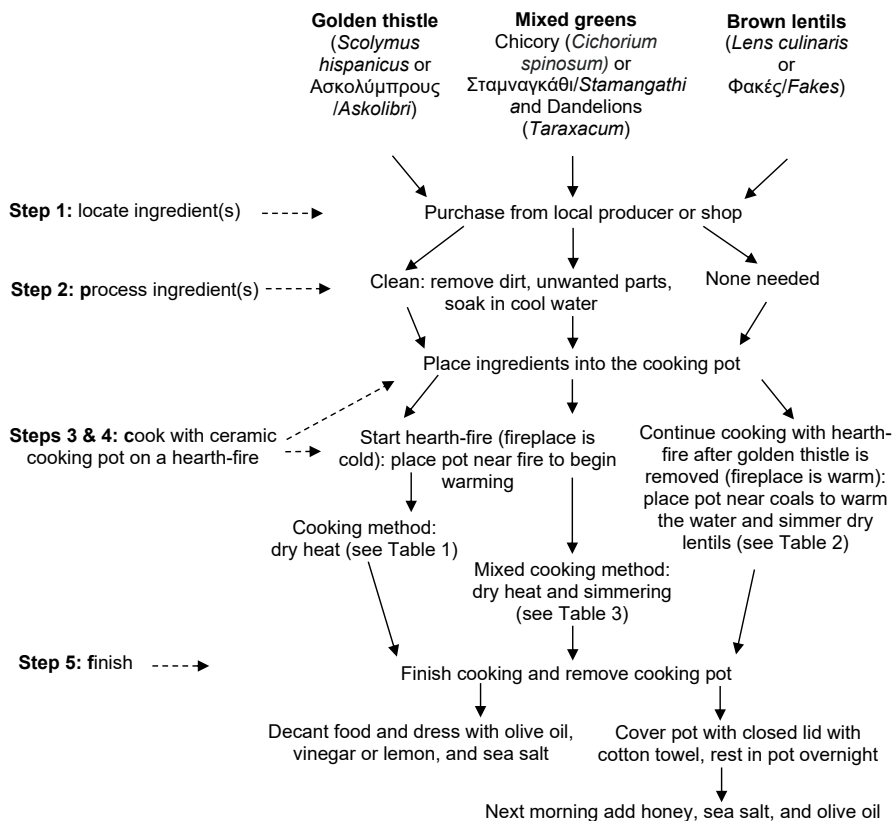 Golden thistle
(Scolymus
hispanicus or
Ασκολύμπρους
/Askolibri)
Mixed greens
Chicory (Cichorium
spinosum) or
Σταμναγκάθι/Stamangathi
and Dandelions
(Taraxacum)
Brown lentils
(Lens culinaris
or
Φακές/Fakes)
Step 1: locate ingredient(s)
Purchase from local producer or shop
Step 2: process ingredient(s)
Clean: remove dirt, unwanted parts,
soak in cool water
None needed
Place ingredients into the cooking pot
Steps 3 & 4: cook with ceramic
cooking pot on a hearth-fire
Start hearth-fire (fireplace is
cold): place pot near fire to begin
warming
Continue cooking with hearth-
fire after golden thistle is
removed (fireplace is warm):
place pot near coals to warm
the water and simmer dry
lentils (see Table 2)
Cooking method:
dry heat (see Table 1)
Mixed cooking method:
dry heat and simmering
(see Table 3)
Step 5: finish
Finish cooking and remove cooking pot
Decant food and dress with olive oil,
vinegar or lemon, and sea salt
Cover pot with closed lid with
cotton towel, rest in pot overnight
Next morning add honey, sea salt, and olive oil